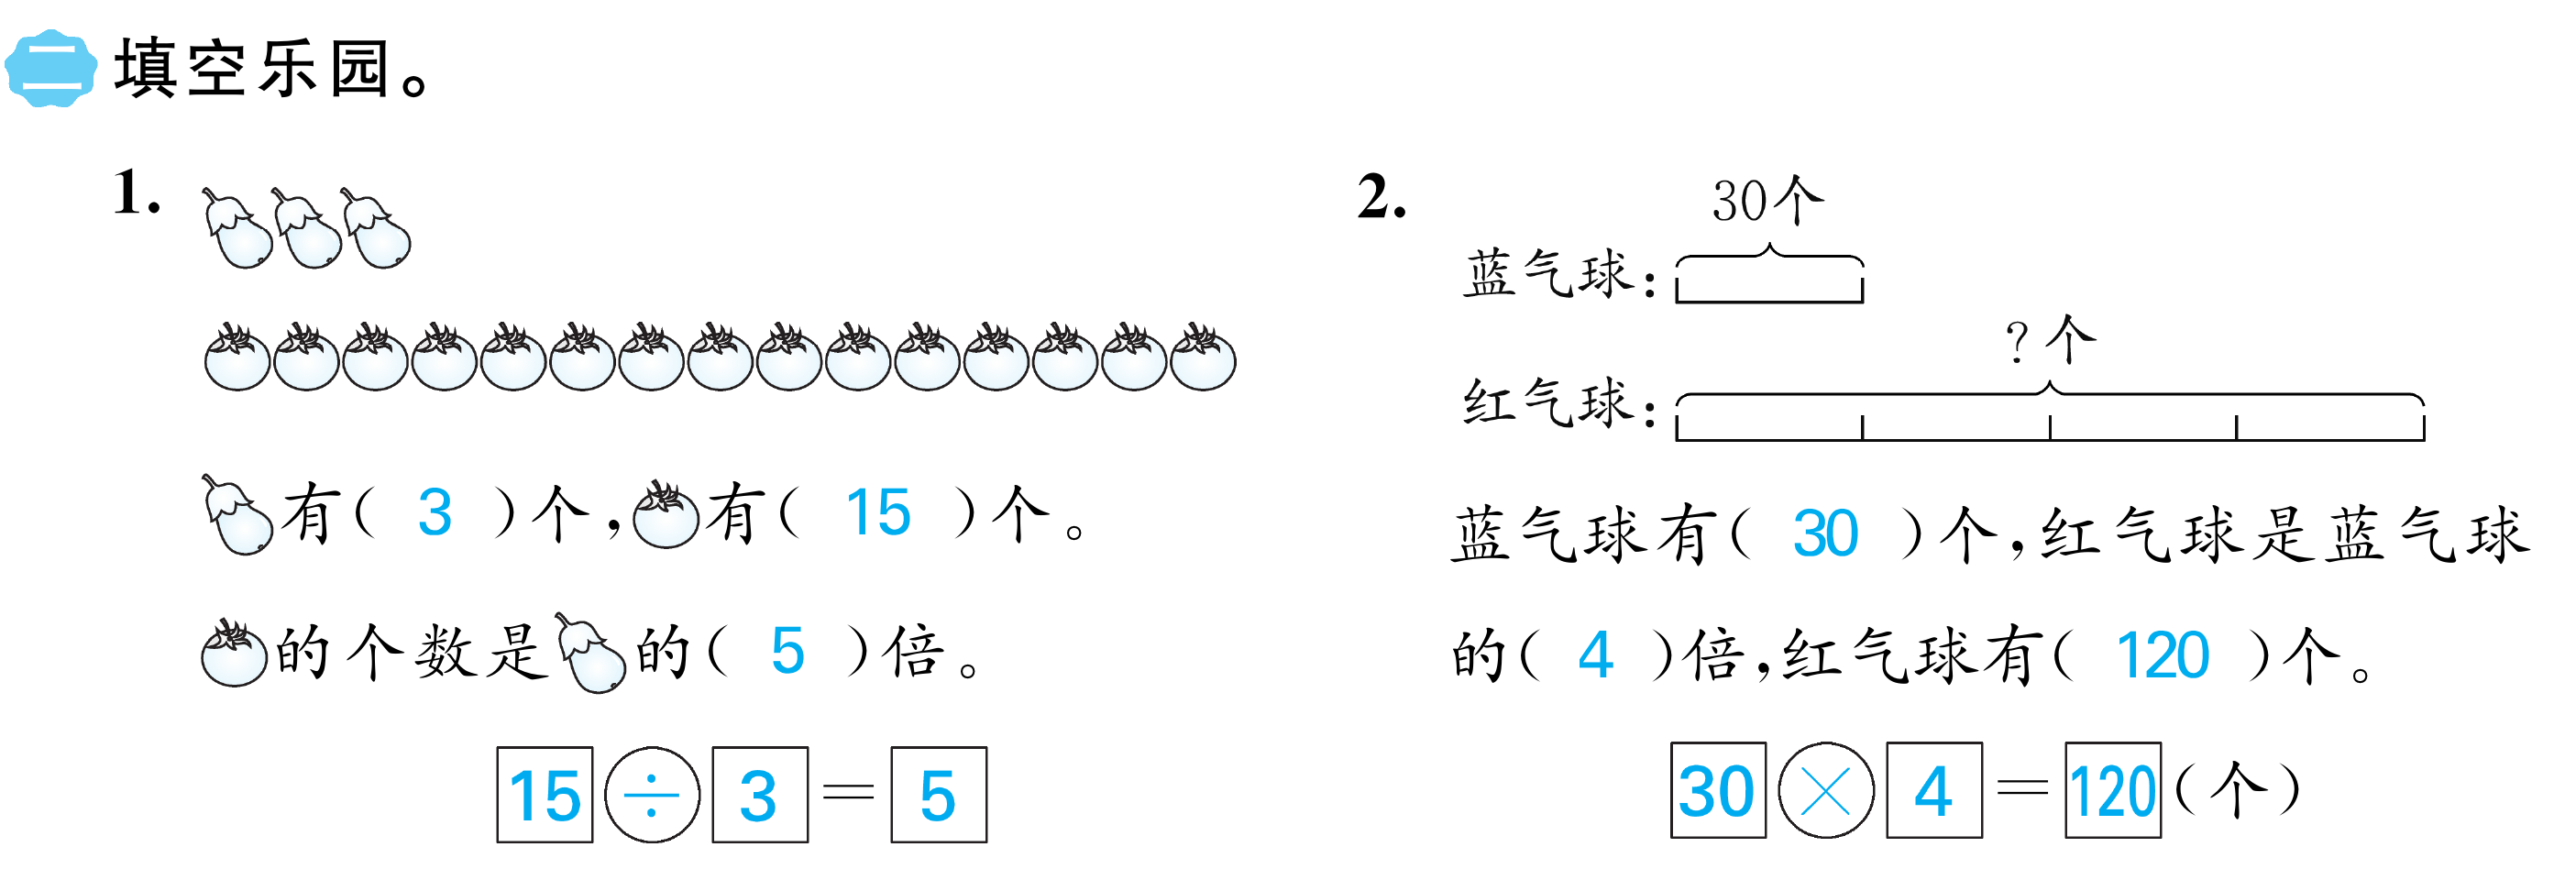 二 填空乐园。
1.
有( 3 )个,有( 15 )个。
的个数是的( 5 )倍。
15÷3=5
2.
30个
蓝气球:
?个
红气球:
蓝气球有( 30 )个,红气球是蓝气球
的( 4 )倍,红气球有( 120 )个。
30×4=120(个)